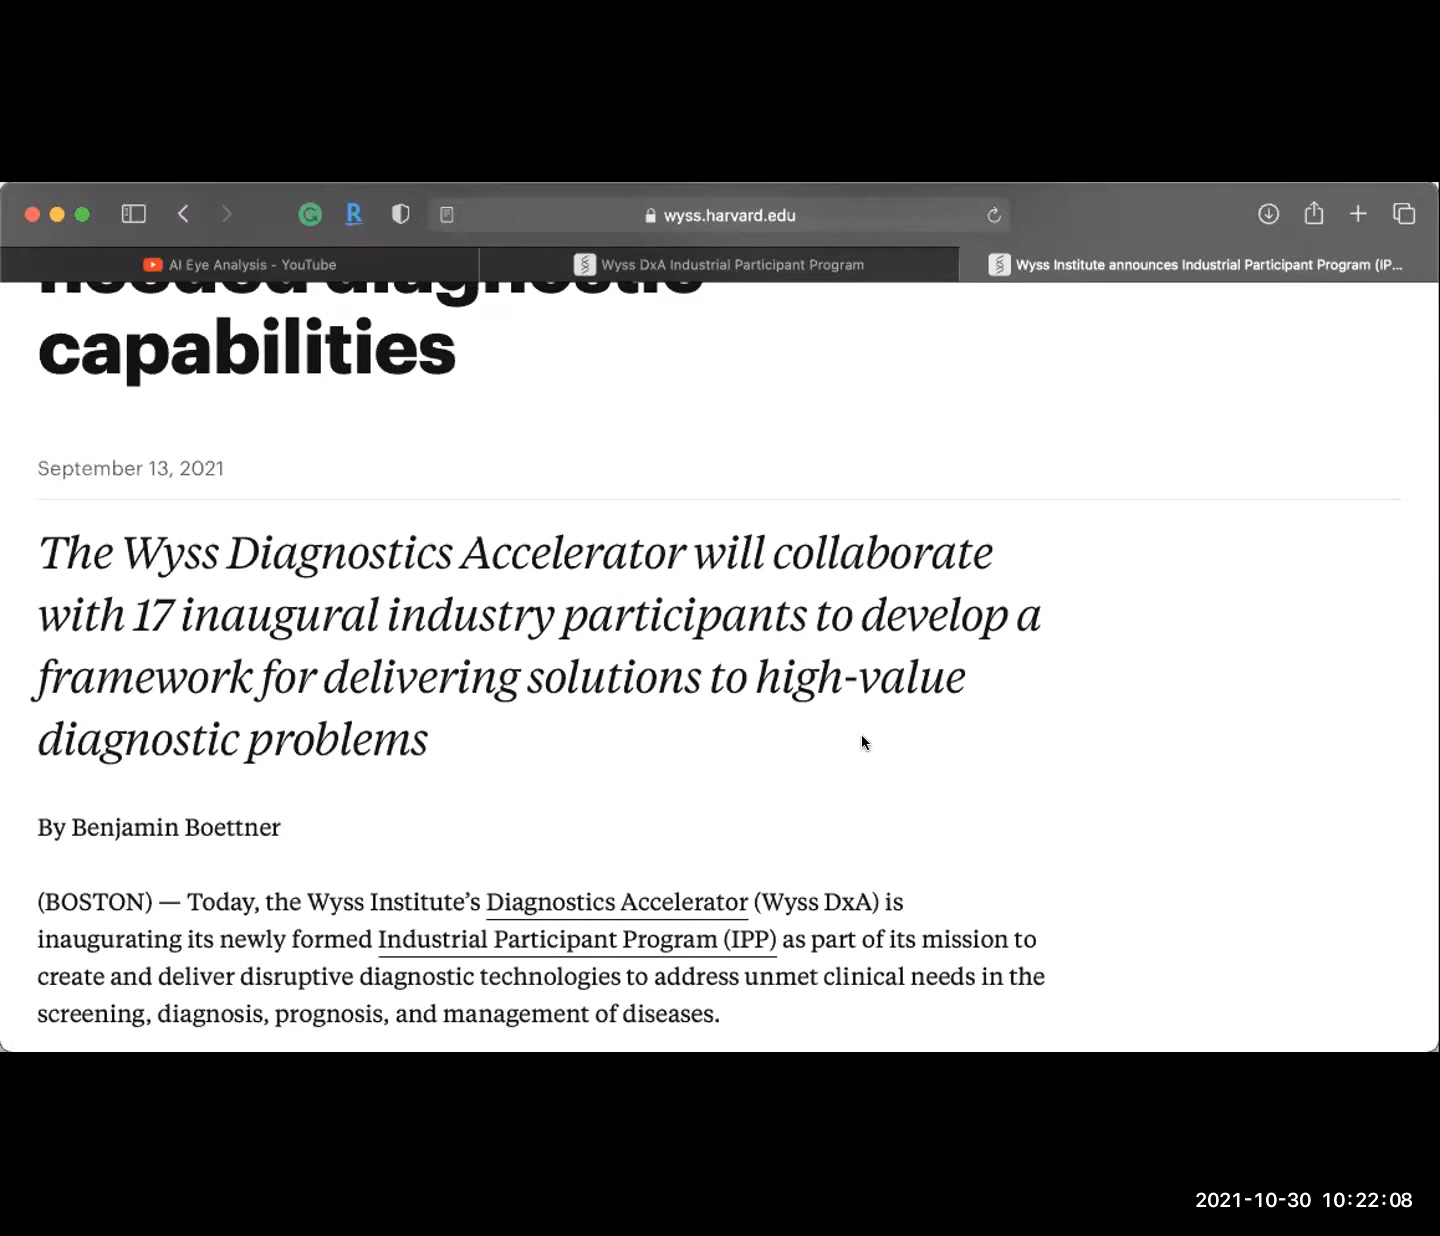 wyss.harvard.edu
AI Eye Analysis - YouTube
Wyss DxA Industrial Participant Program
Wyss Institute announces Industrial Participant Program (IP...
needed diagnostic
capabilities
September 13, 2021
The Wyss Diagnostics Accelerator will collaborate
with 17 inaugural industry participants to develop a
framework for delivering solutions to high-value
diagnostic problems
By Benjamin Boettner
(BOSTON) — Today, the Wyss Institute’s Diagnostics Accelerator (Wyss DxA) is
inaugurating its newly formed Industrial Participant Program (IPP) as part of its mission to
create and deliver disruptive diagnostic technologies to address unmet clinical needs in the
screening, diagnosis, prognosis, and management of diseases.
2021-10-30 10:22:08